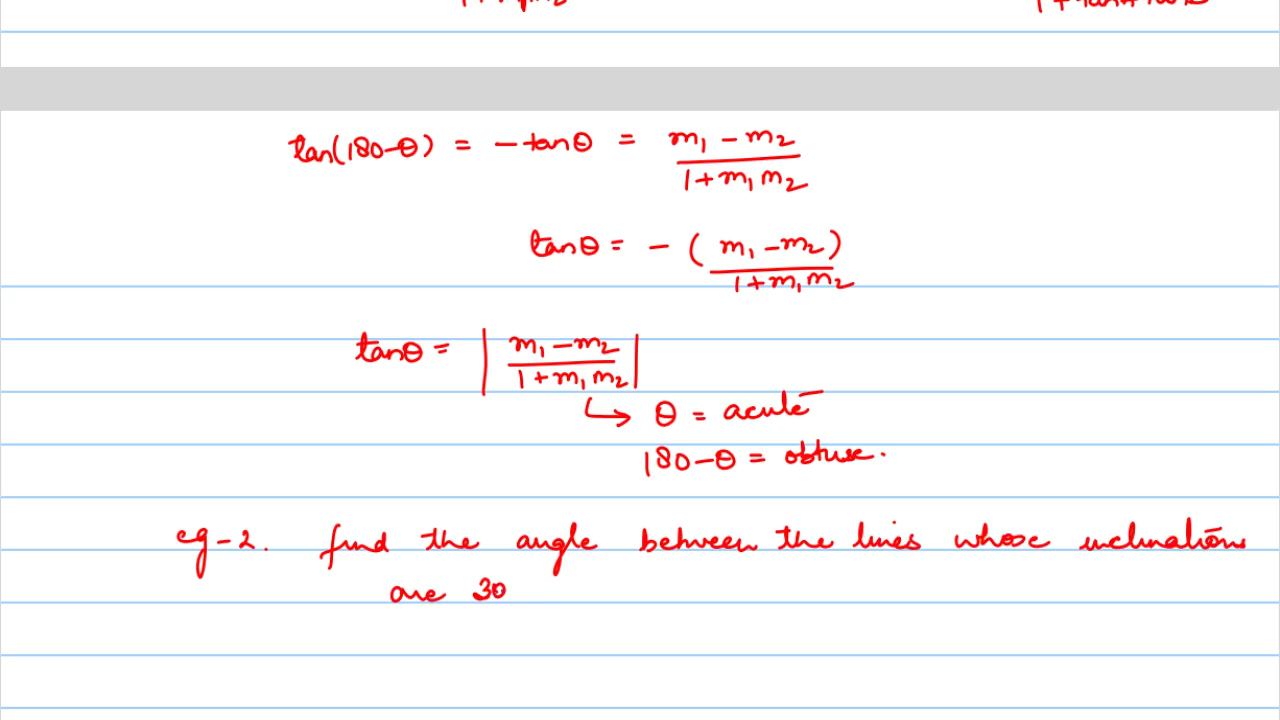 tan(180-θ) = -tanθ = m₁ - m₂ / 1+m₁m₂
tanθ = - (m₁ - m₂) / 1+m₁m₂
tanθ = | m₁ - m₂ / 1+m₁m₂ |
↳ θ = acute
180-θ = obtuse.
eg-2. find the angle between the lines whose inclinations
are 30